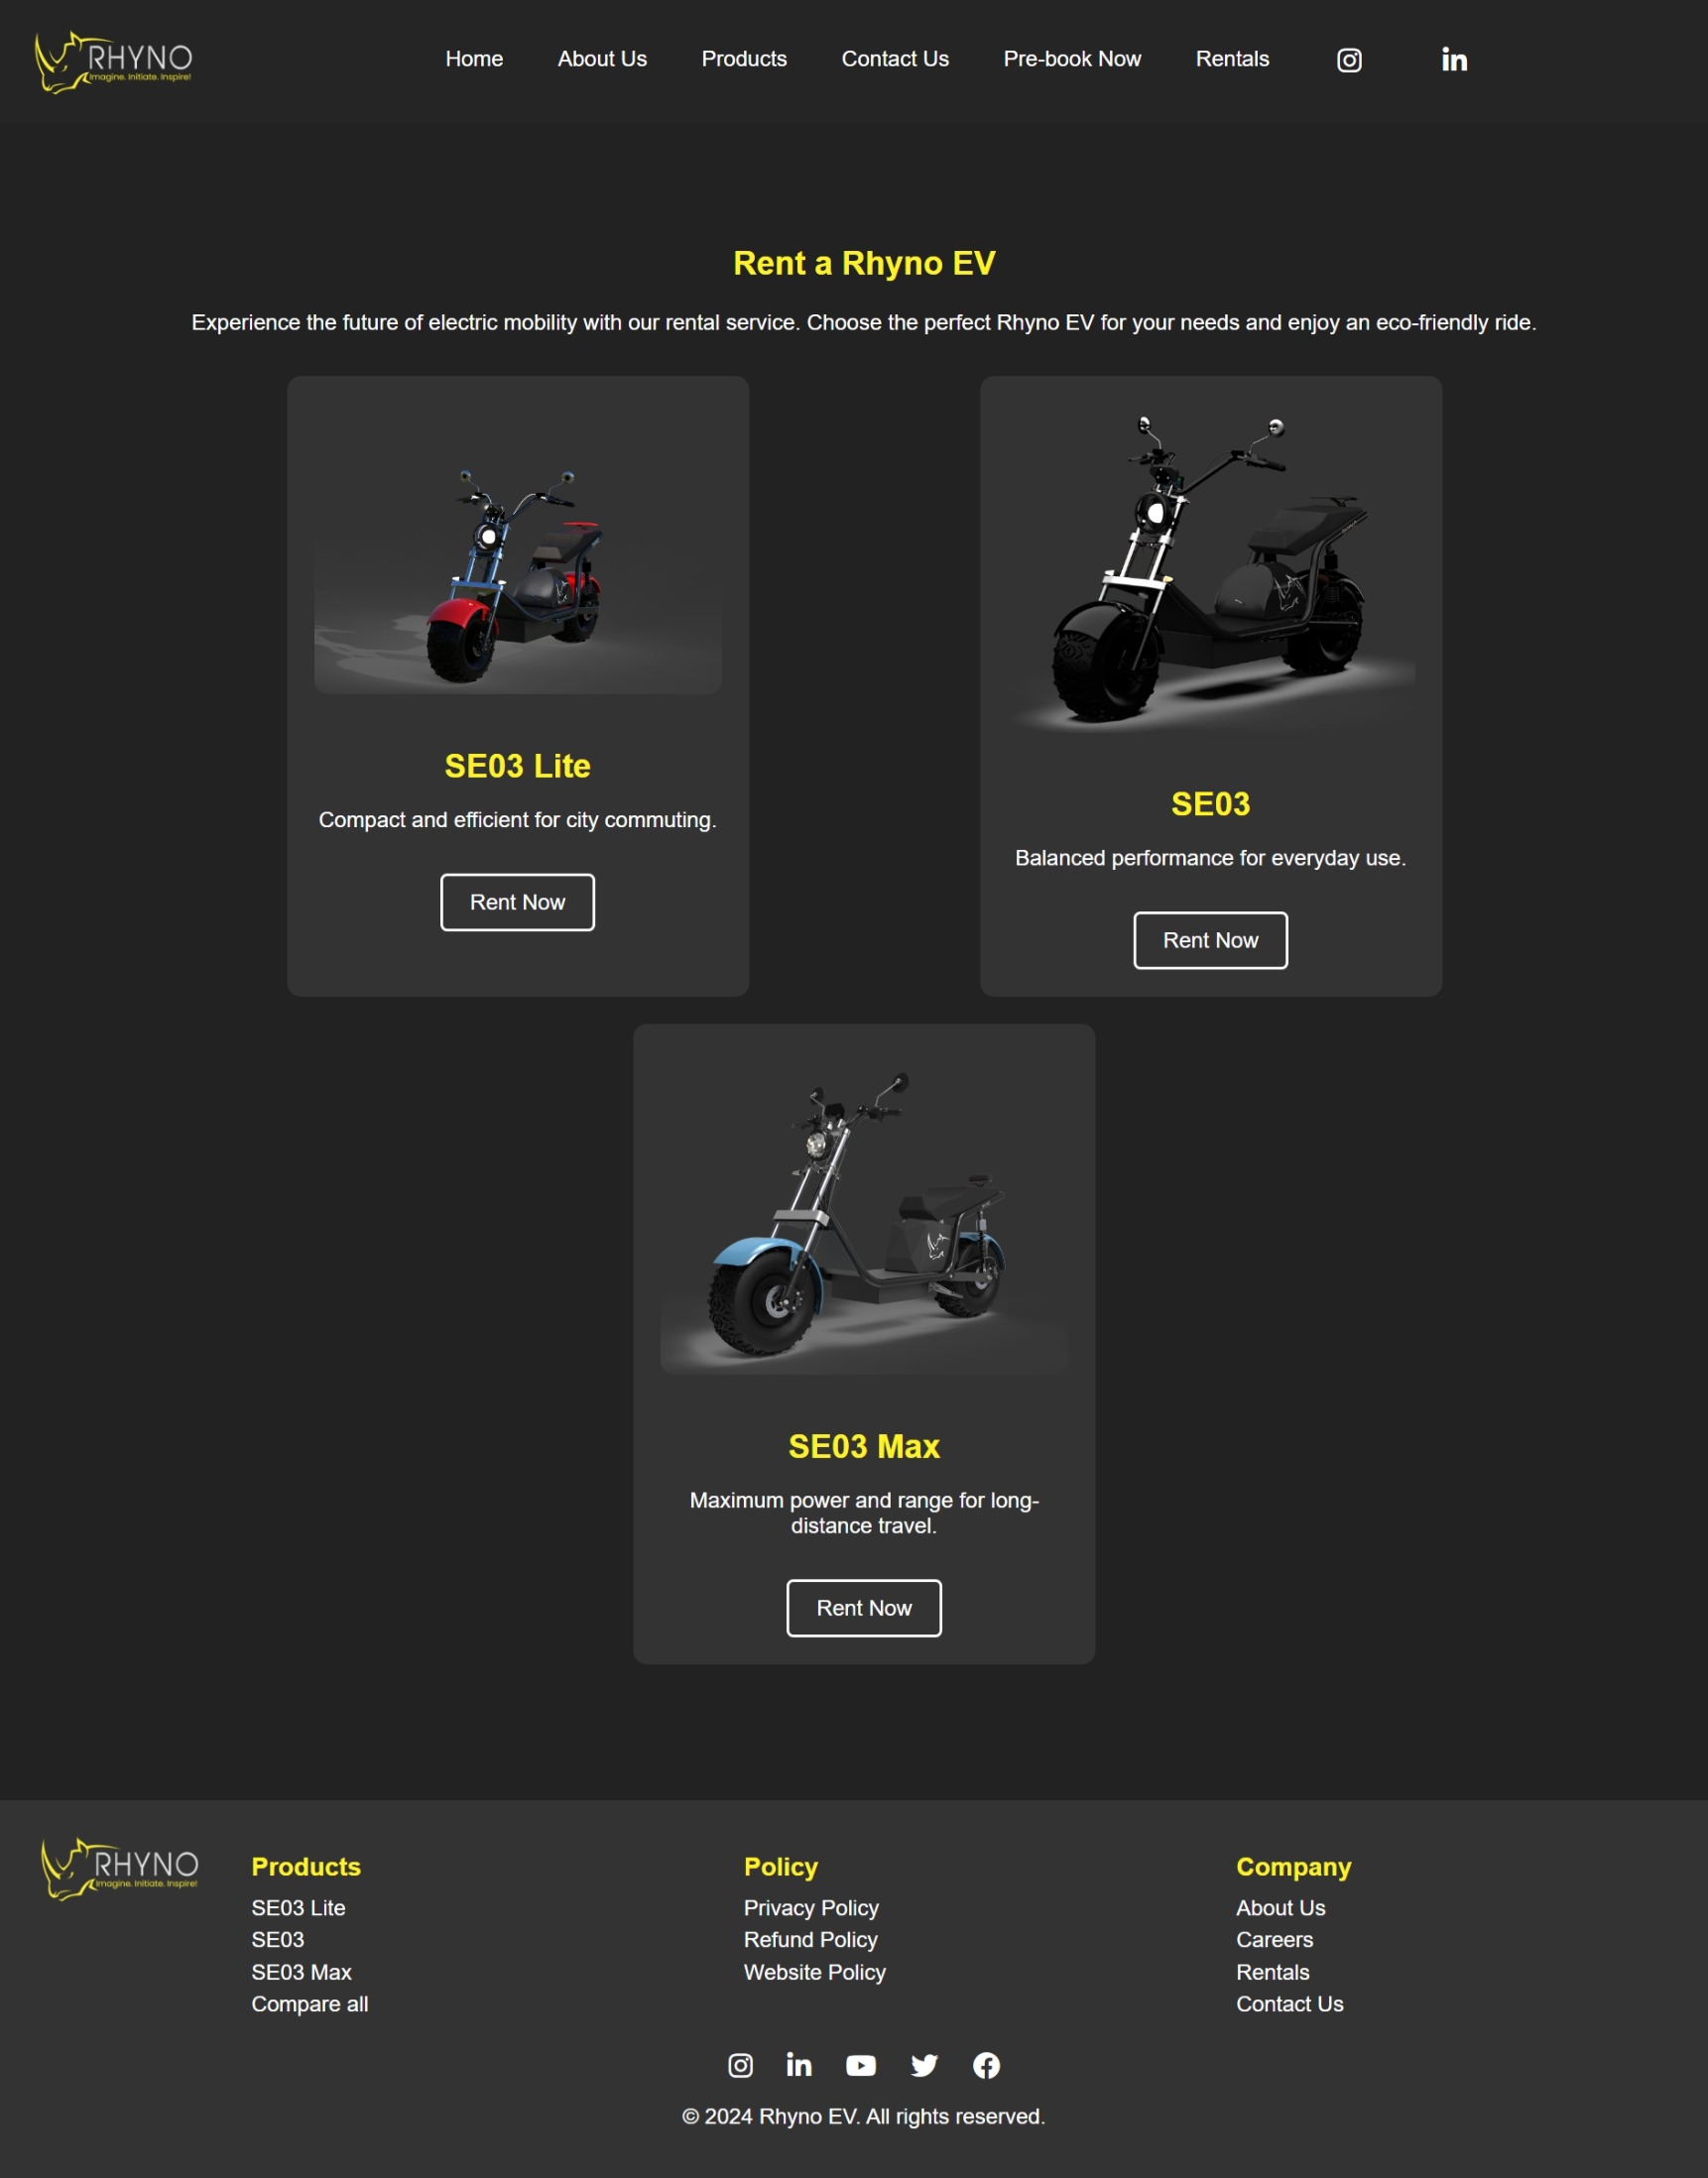 RHYNO
Imagine. Initiate. Inspire!
Home About Us Products Contact Us Pre-book Now Rentals
Rent a Rhyno EV
Experience the future of electric mobility with our rental service. Choose the perfect Rhyno EV for your needs and enjoy an eco-friendly ride.
SE03 Lite
Compact and efficient for city commuting.
Rent Now
SE03
Balanced performance for everyday use.
Rent Now
SE03 Max
Maximum power and range for long-
distance travel.
Rent Now
RHYNO
Imagine. Initiate. Inspire!
Products
SE03 Lite
SE03
SE03 Max
Compare all
Policy
Privacy Policy
Refund Policy
Website Policy
Company
About Us
Careers
Rentals
Contact Us
© 2024 Rhyno EV. All rights reserved.